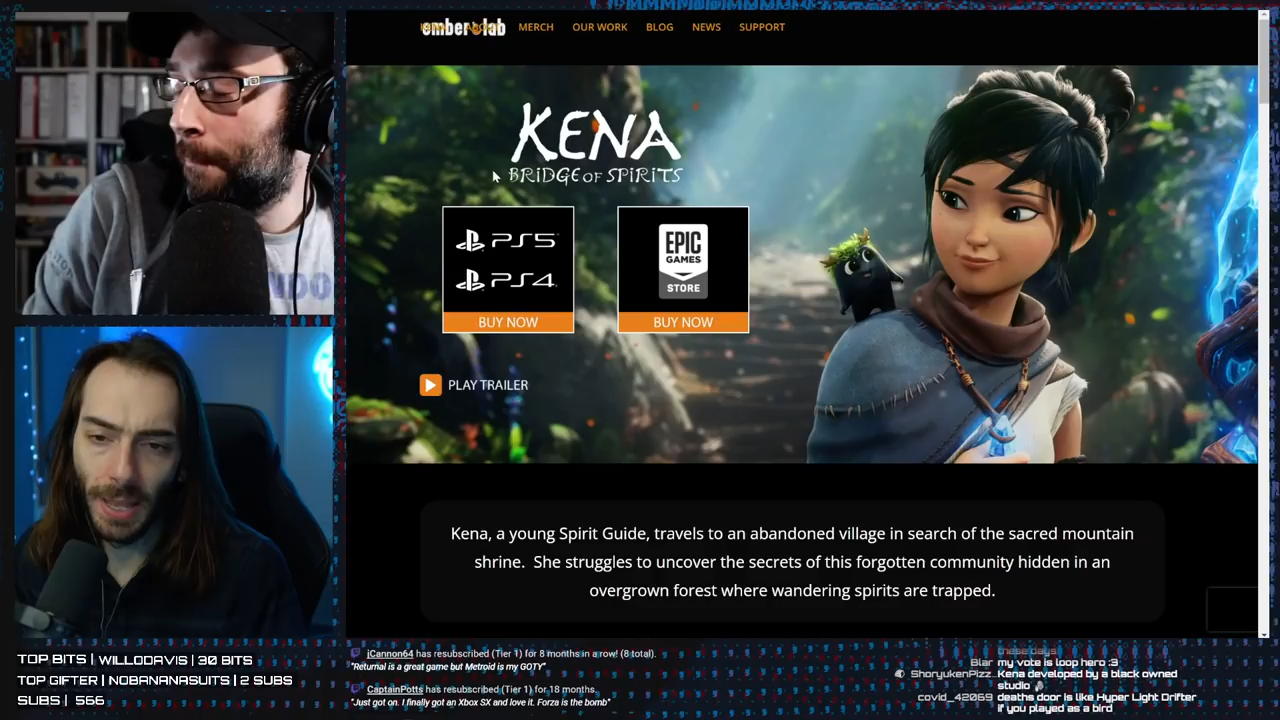 ember lab
MERCH
OUR WORK
BLOG
NEWS
SUPPORT
KENA
BRIDGE OF SPIRITS
PS5
PS4
BUY NOW
EPIC
GAMES
STORE
BUY NOW
PLAY TRAILER
Kena, a young Spirit Guide, travels to an abandoned village in search of the sacred mountain
shrine. She struggles to uncover the secrets of this forgotten community hidden in an
overgrown forest where wandering spirits are trapped.
TOP BITS | WILLODAVIS | 30 BITS
TOP GIFTER | NOBANANASUITS | 2 SUBS
SUBS | 566
jCannon64 has resubscribed (Tier 1) for 8 months in a row! (8 total).
"Returnal is a great game but Metroid is my GOTY"
CaptainPotts has resubscribed (Tier 1) for 18 months.
"Just got on. I finally got an Xbox SX and love it. Forza is the bomb"
these days
Blar my vote is loop hero :3
ShoryukenPizz.. Kena developed by a black owned
studio
covid_42069 deaths door is like Hyper Light Drifter
if you played as a bird